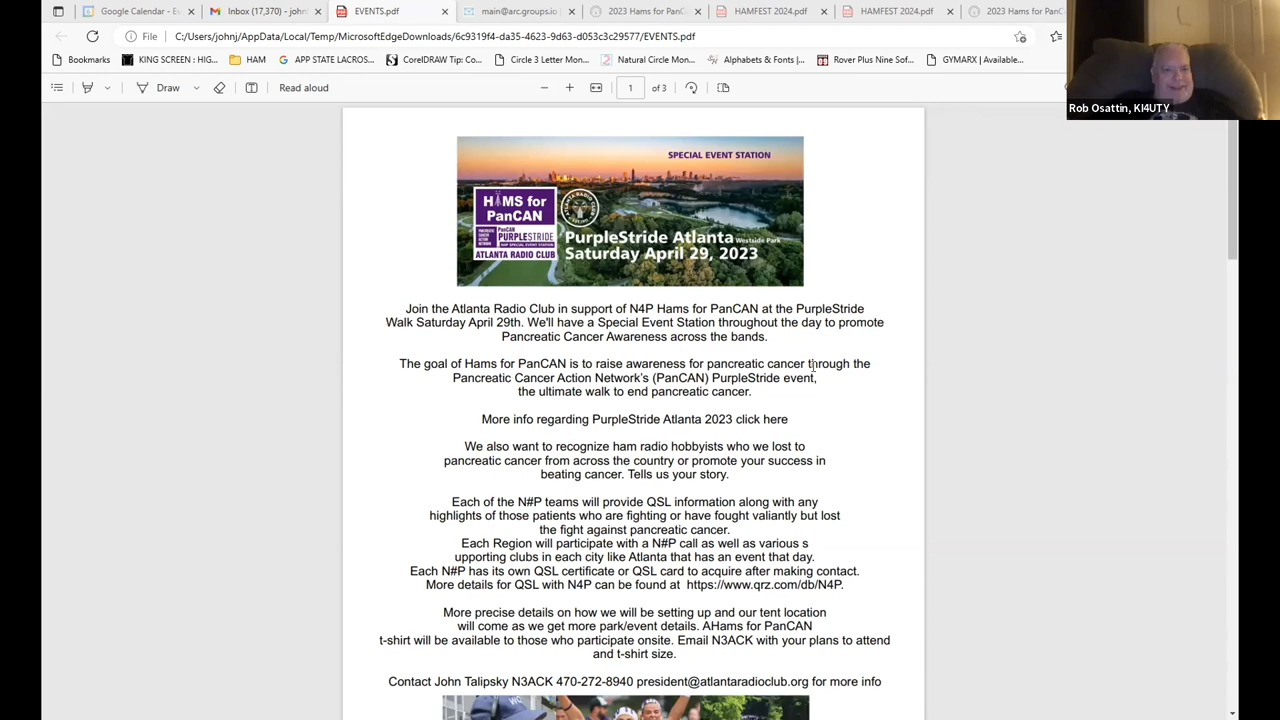 Google Calendar - E
Inbox (17,370) - johnj
EVENTS.pdf
main@arc.groups.io
2023 Hams for PanC
HAMFEST 2024.pdf
HAMFEST 2024.pdf
2023 Hams for PanC
File C:/Users/johnj/AppData/Local/Temp/MicrosoftEdgeDownloads/6c9319f4-da35-4623-9d63-d053c3c29577/EVENTS.pdf
Bookmarks
KING SCREEN : HIG...
HAM
APP STATE LACROS...
CorelDRAW Tip: Co...
Circle 3 Letter Mon...
Natural Circle Mon...
Alphabets & Fonts |...
Rover Plus Nine Sof...
GYMARX | Available...
Draw
Read aloud
1 of 3
Rob Osattin, KI4UTY
SPECIAL EVENT STATION
HAMS for
PanCAN
PANCREATIC
CANCER
ACTION
NETWORK
PanCAN
PURPLESTRIDE
N4P SPECIAL EVENT STATION
ATLANTA RADIO CLUB
PurpleStride Atlanta Westside Park
Saturday April 29, 2023
Join the Atlanta Radio Club in support of N4P Hams for PanCAN at the PurpleStride
Walk Saturday April 29th. We'll have a Special Event Station throughout the day to promote
Pancreatic Cancer Awareness across the bands.
The goal of Hams for PanCAN is to raise awareness for pancreatic cancer through the
Pancreatic Cancer Action Network's (PanCAN) PurpleStride event,
the ultimate walk to end pancreatic cancer.
More info regarding PurpleStride Atlanta 2023 click here
We also want to recognize ham radio hobbyists who we lost to
pancreatic cancer from across the country or promote your success in
beating cancer. Tells us your story.
Each of the N#P teams will provide QSL information along with any
highlights of those patients who are fighting or have fought valiantly but lost
the fight against pancreatic cancer.
Each Region will participate with a N#P call as well as various s
upporting clubs in each city like Atlanta that has an event that day.
Each N#P has its own QSL certificate or QSL card to acquire after making contact.
More details for QSL with N4P can be found at https://www.qrz.com/db/N4P.
More precise details on how we will be setting up and our tent location
will come as we get more park/event details. AHams for PanCAN
t-shirt will be available to those who participate onsite. Email N3ACK with your plans to attend
and t-shirt size.
Contact John Talipsky N3ACK 470-272-8940 president@atlantaradioclub.org for more info